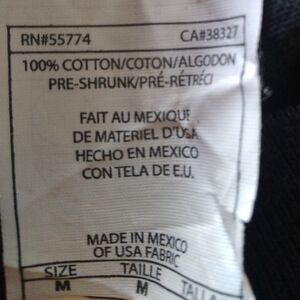 RN#55774 CA#38327
100% COTTON/COTON/ALGODON
PRE-SHRUNK/PRÉ-RÉTRÉCI
FAIT AU MEXIQUE
DE MATERIEL D'USA
HECHO EN MEXICO
CON TELA DE E.U.
MADE IN MEXICO
OF USA FABRIC
SIZE TAILLE
M M